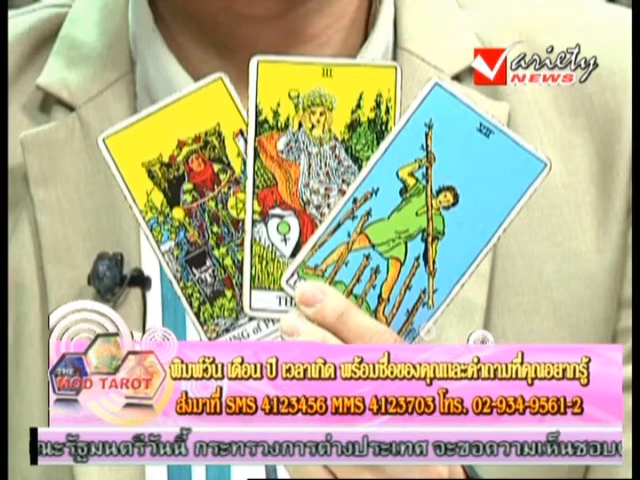 Variety
NEWS
III
VII
THE
KING of PE
THE
MOD TAROT
พิมพ์วัน เดือน ปี เวลาเกิด พร้อมชื่อของคุณและคำถามที่คุณอยากรู้
ส่งมาที่ SMS 4123456 MMS 4123703 โทร. 02-934-9561-2
ณะรัฐมนตรีวันนี้ กระทรวงการต่างประเทศ จะขอความเห็นชอบ